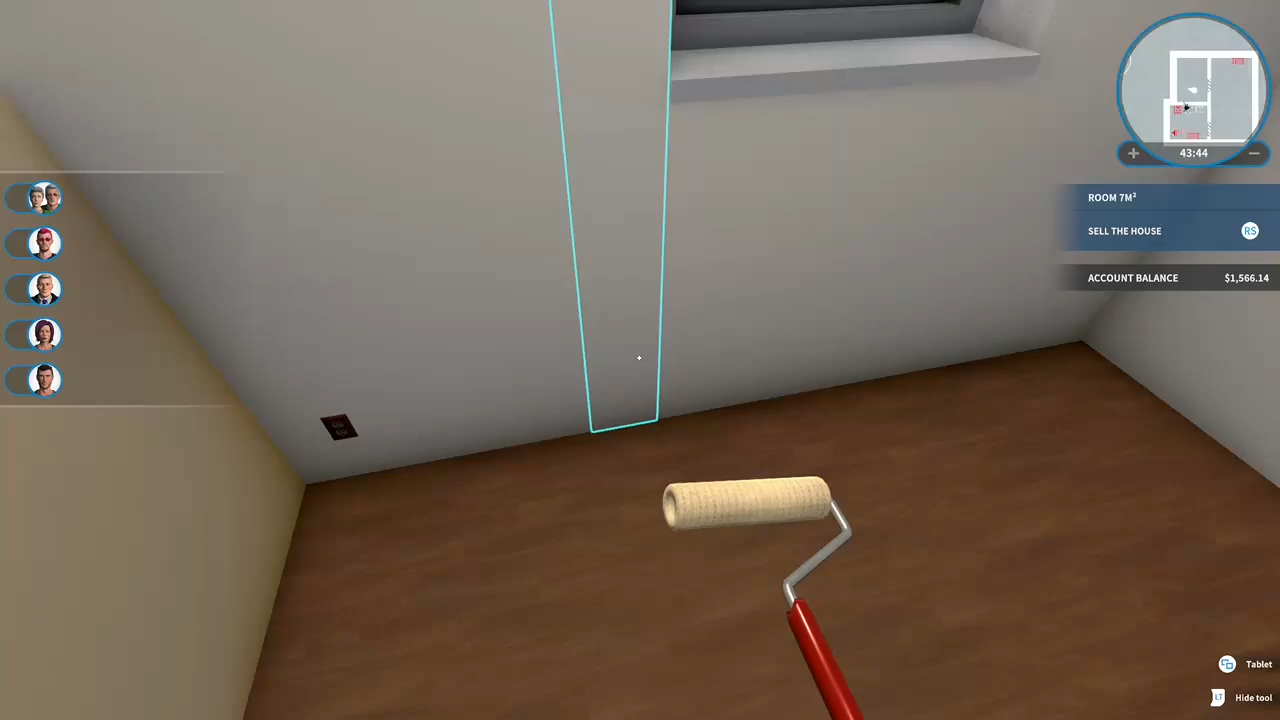 43:44
ROOM 7M²
SELL THE HOUSE RS
ACCOUNT BALANCE $1,566.14
Tablet
LT Hide tool